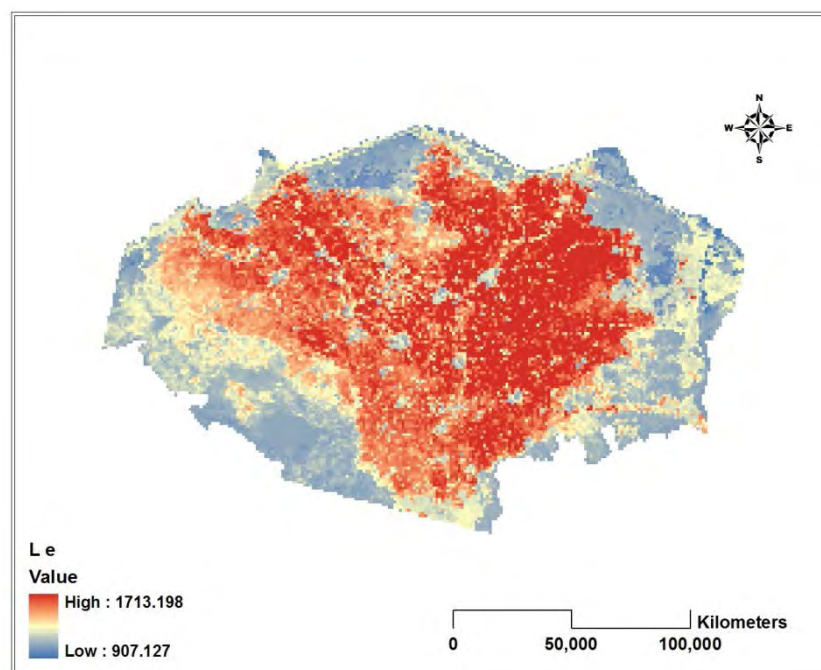 N
W E
S
L e
Value
High : 1713.198
Low : 907.127
Kilometers
0 50,000 100,000